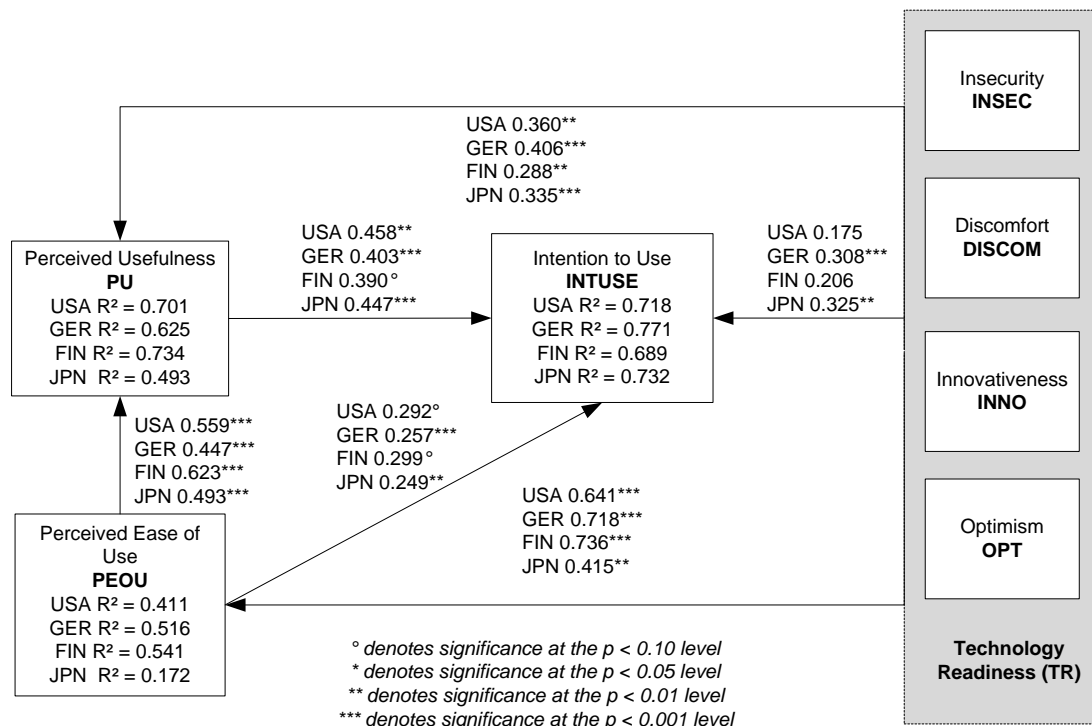 Insecurity
INSEC
USA 0.360**
GER 0.406***
FIN 0.288**
JPN 0.335***
Perceived Usefulness
PU
USA R² = 0.701
GER R² = 0.625
FIN R² = 0.734
JPN R² = 0.493
USA 0.458**
GER 0.403***
FIN 0.390°
JPN 0.447***
Intention to Use
INTUSE
USA R² = 0.718
GER R² = 0.771
FIN R² = 0.689
JPN R² = 0.732
USA 0.175
GER 0.308***
FIN 0.206
JPN 0.325**
Discomfort
DISCOM
Innovativeness
INNO
USA 0.559***
GER 0.447***
FIN 0.623***
JPN 0.493***
USA 0.292°
GER 0.257***
FIN 0.299°
JPN 0.249**
USA 0.641***
GER 0.718***
FIN 0.736***
JPN 0.415**
Optimism
OPT
Perceived Ease of
Use
PEOU
USA R² = 0.411
GER R² = 0.516
FIN R² = 0.541
JPN R² = 0.172
° denotes significance at the p < 0.10 level
* denotes significance at the p < 0.05 level
** denotes significance at the p < 0.01 level
*** denotes significance at the p < 0.001 level
Technology
Readiness (TR)